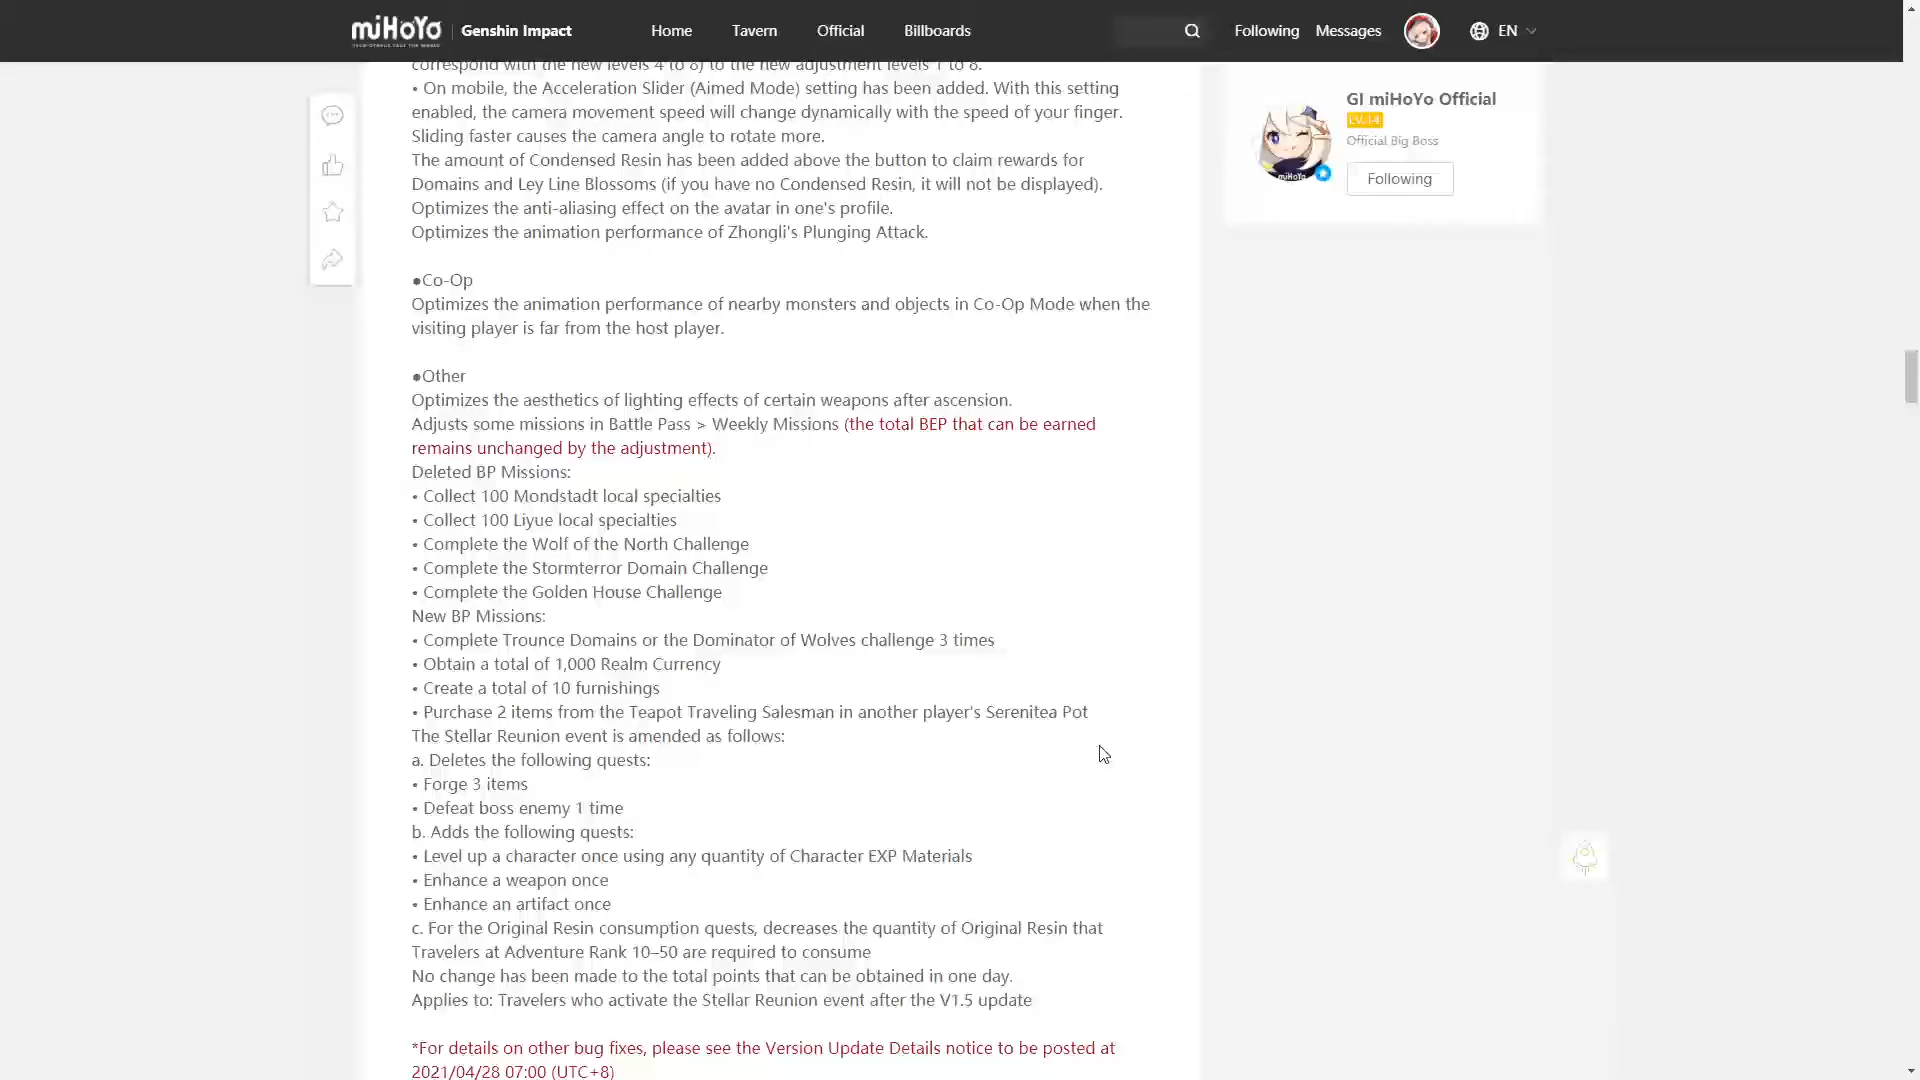 miHoYo
TECH OTAKUS SAVE THE WORLD
Genshin Impact
Home
Tavern
Official
Billboards
Following
Messages
EN
correspond with the new levels 4 to 8) to the new adjustment levels 1 to 8.
• On mobile, the Acceleration Slider (Aimed Mode) setting has been added. With this setting
enabled, the camera movement speed will change dynamically with the speed of your finger.
Sliding faster causes the camera angle to rotate more.
The amount of Condensed Resin has been added above the button to claim rewards for
Domains and Ley Line Blossoms (if you have no Condensed Resin, it will not be displayed).
Optimizes the anti-aliasing effect on the avatar in one's profile.
Optimizes the animation performance of Zhongli's Plunging Attack.
●Co-Op
Optimizes the animation performance of nearby monsters and objects in Co-Op Mode when the
visiting player is far from the host player.
●Other
Optimizes the aesthetics of lighting effects of certain weapons after ascension.
Adjusts some missions in Battle Pass > Weekly Missions (the total BEP that can be earned
remains unchanged by the adjustment).
Deleted BP Missions:
• Collect 100 Mondstadt local specialties
• Collect 100 Liyue local specialties
• Complete the Wolf of the North Challenge
• Complete the Stormterror Domain Challenge
• Complete the Golden House Challenge
New BP Missions:
• Complete Trounce Domains or the Dominator of Wolves challenge 3 times
• Obtain a total of 1,000 Realm Currency
• Create a total of 10 furnishings
• Purchase 2 items from the Teapot Traveling Salesman in another player's Serenitea Pot
The Stellar Reunion event is amended as follows:
a. Deletes the following quests:
• Forge 3 items
• Defeat boss enemy 1 time
b. Adds the following quests:
• Level up a character once using any quantity of Character EXP Materials
• Enhance a weapon once
• Enhance an artifact once
c. For the Original Resin consumption quests, decreases the quantity of Original Resin that
Travelers at Adventure Rank 10–50 are required to consume
No change has been made to the total points that can be obtained in one day.
Applies to: Travelers who activate the Stellar Reunion event after the V1.5 update
*For details on other bug fixes, please see the Version Update Details notice to be posted at
2021/04/28 07:00 (UTC+8)
GI miHoYo Official
LV.14
Official Big Boss
miHoYo
Following